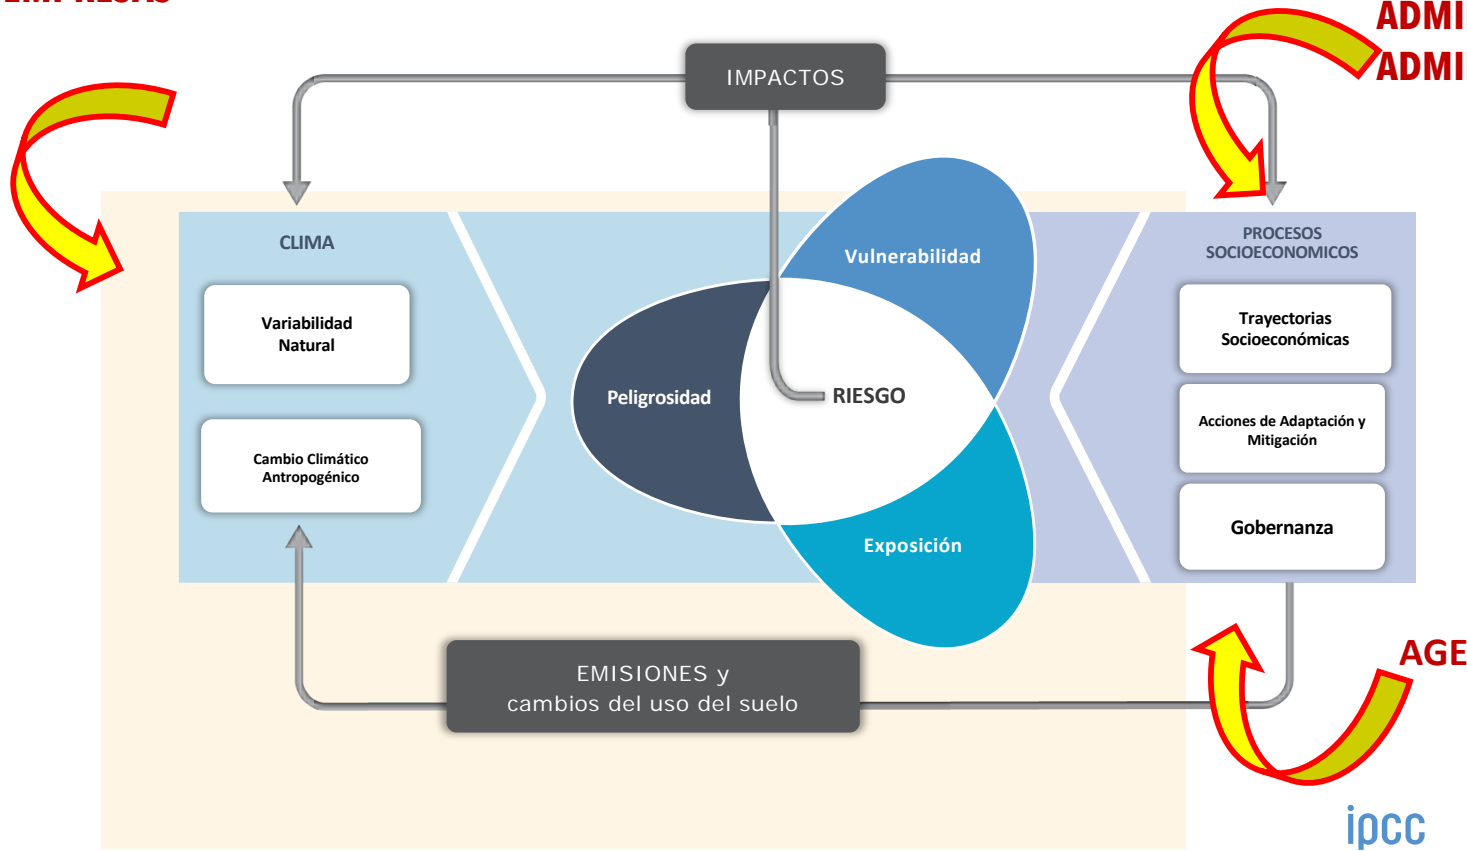 EMPRESAS
ADMI
ADMI
IMPACTOS
CLIMA
Variabilidad
Natural
Cambio Climático
Antropogénico
Vulnerabilidad
Peligrosidad
RIESGO
Exposición
PROCESOS
SOCIOECONOMICOS
Trayectorias
Socioeconómicas
Acciones de Adaptación y
Mitigación
Gobernanza
EMISIONES y
cambios del uso del suelo
AGE
ipcc